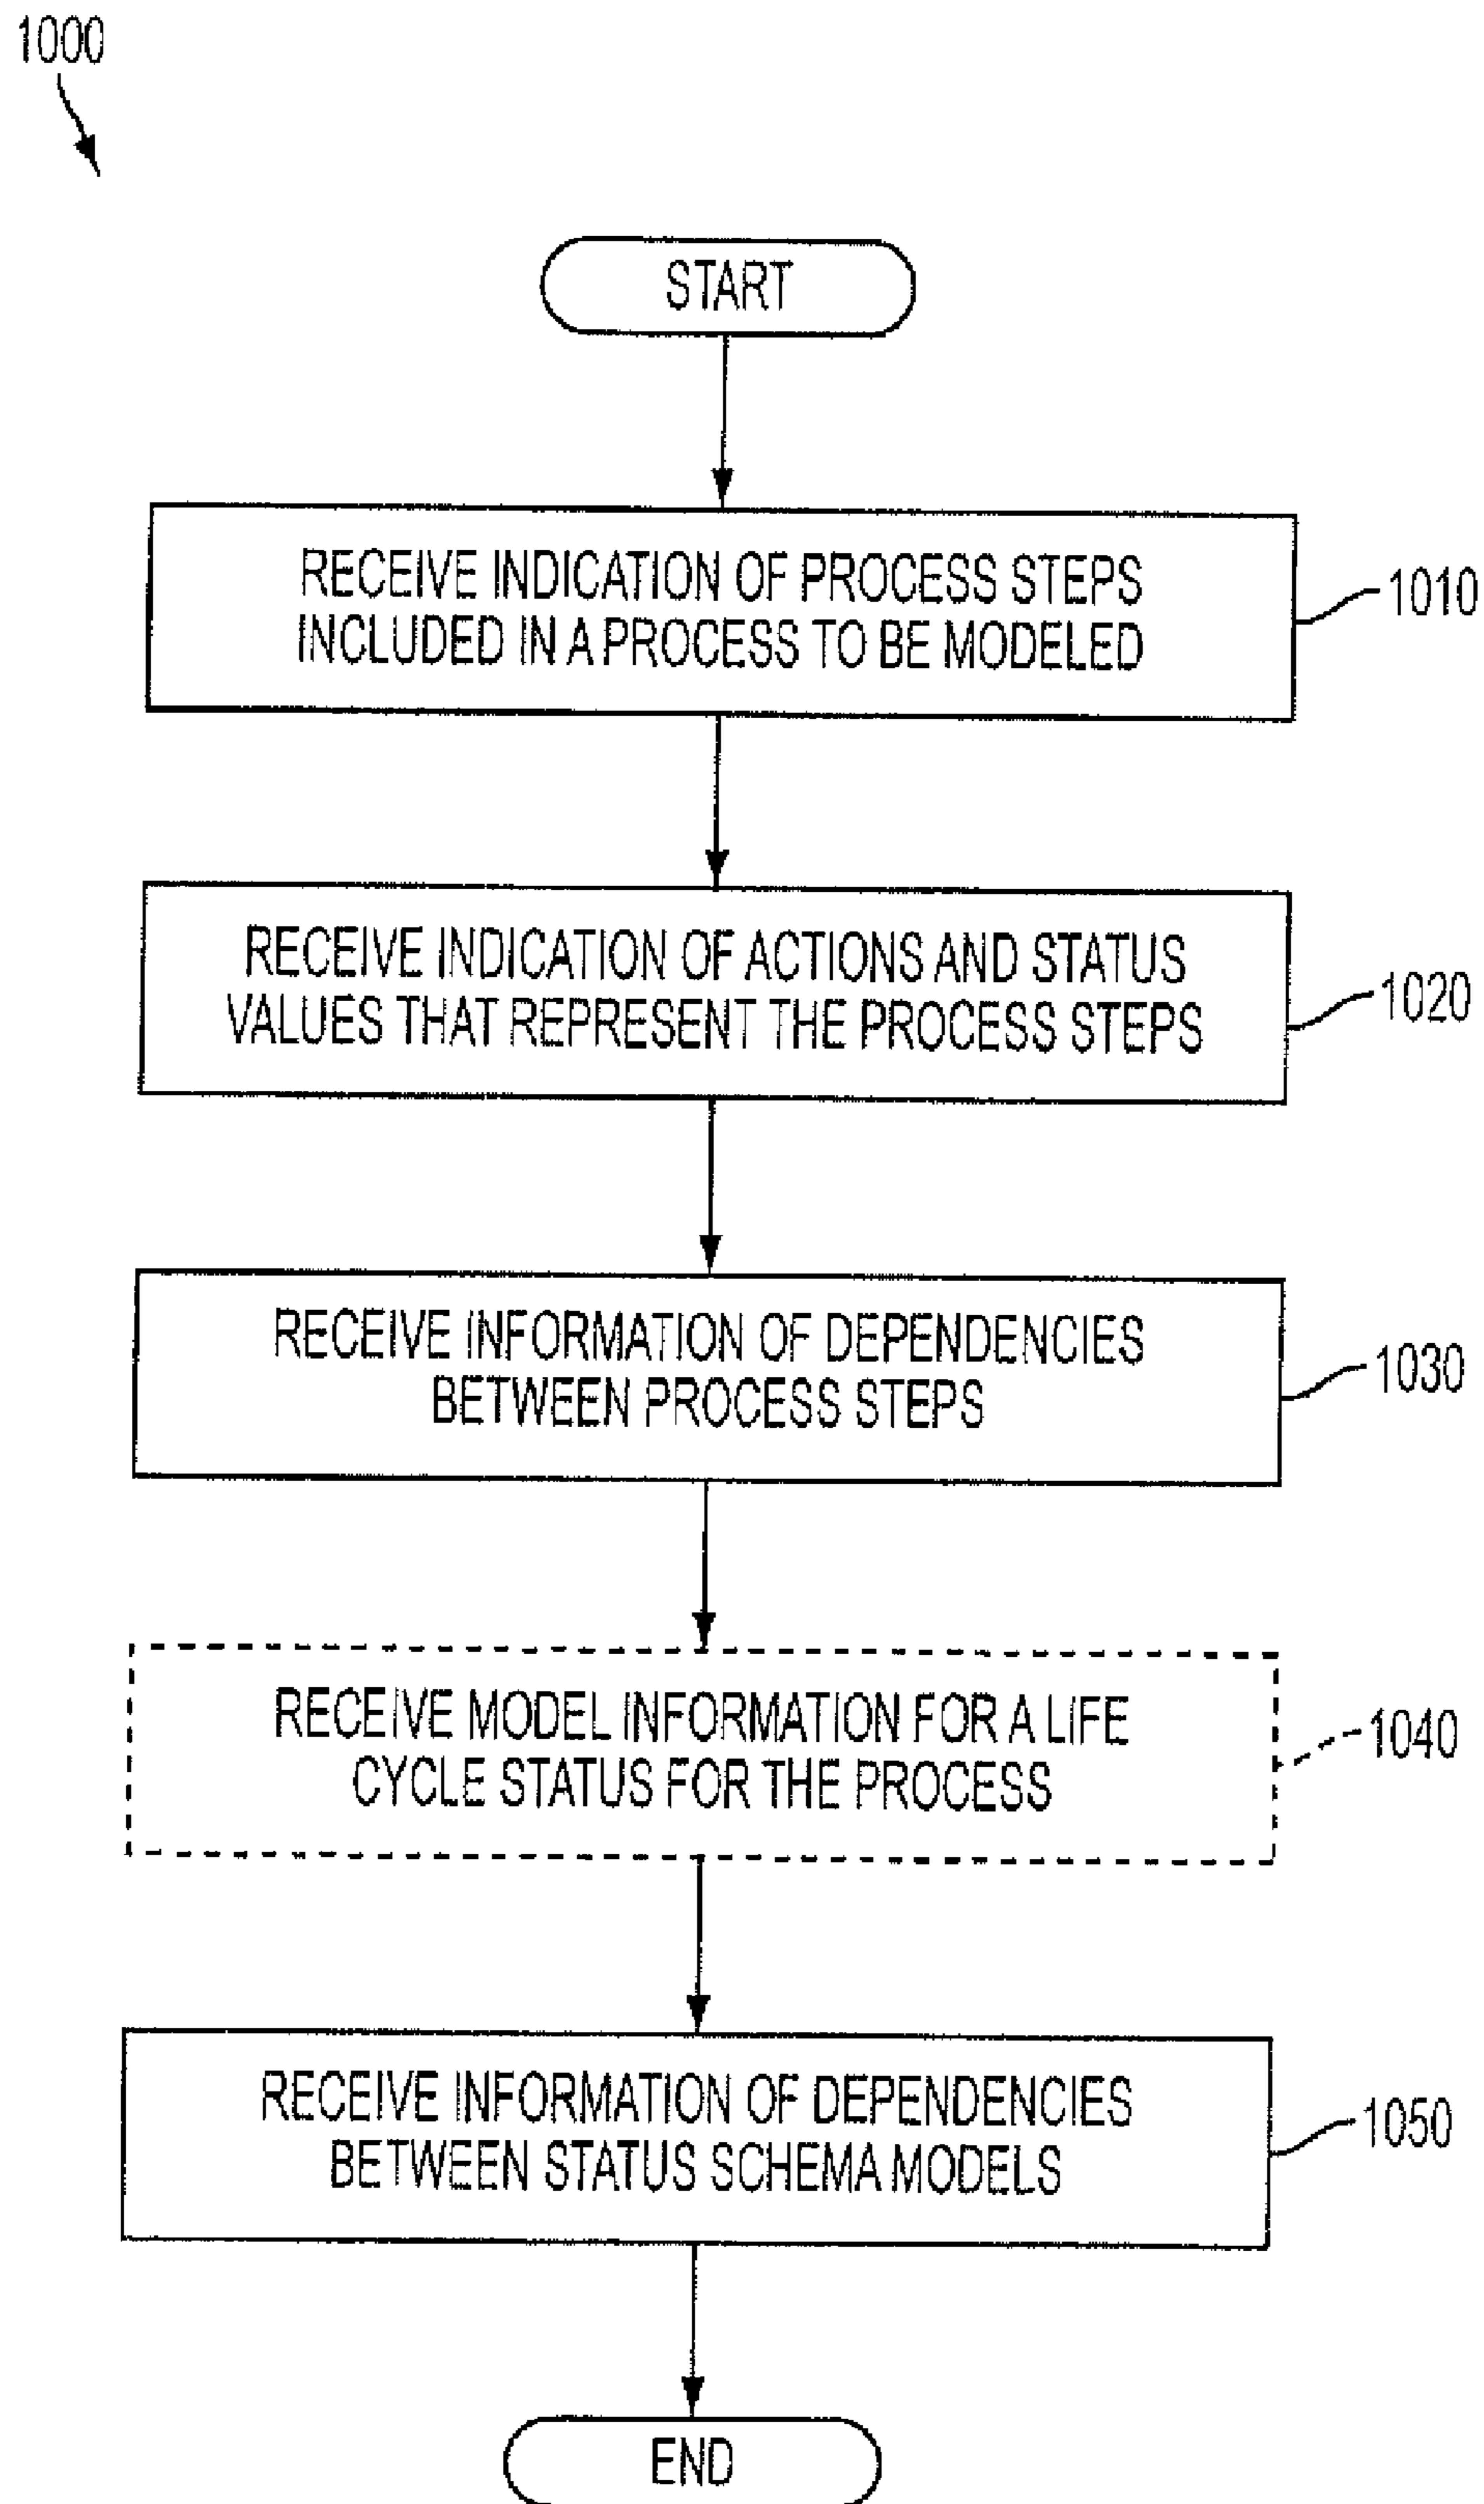 1000
START
RECEIVE INDICATION OF PROCESS STEPS
INCLUDED IN A PROCESS TO BE MODELED
1010
RECEIVE INDICATION OF ACTIONS AND STATUS
VALUES THAT REPRESENT THE PROCESS STEPS
1020
RECEIVE INFORMATION OF DEPENDENCIES
BETWEEN PROCESS STEPS
1030
RECEIVE MODEL INFORMATION FOR A LIFE
CYCLE STATUS FOR THE PROCESS
1040
RECEIVE INFORMATION OF DEPENDENCIES
BETWEEN STATUS SCHEMA MODELS
1050
END